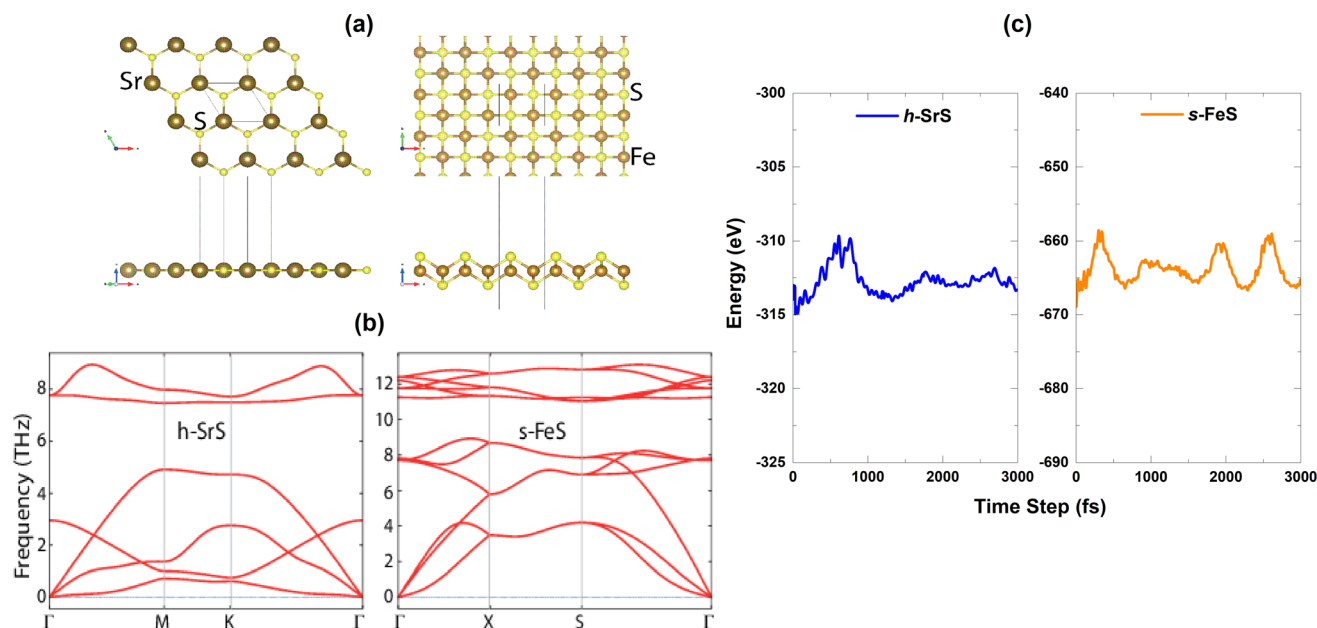 (a)
Sr
S
S
Fe
(b)
Frequency (THz)
8
6
4
2
0
h-SrS
Γ M K Γ
12
10
8
6
4
2
0
s-FeS
Γ X S Γ
(c)
Energy (eV)
-300
-305
-310
-315
-320
-325
h-SrS
0 1000 2000 3000
-640
-650
-660
-670
-680
-690
s-FeS
0 1000 2000 3000
Time Step (fs)